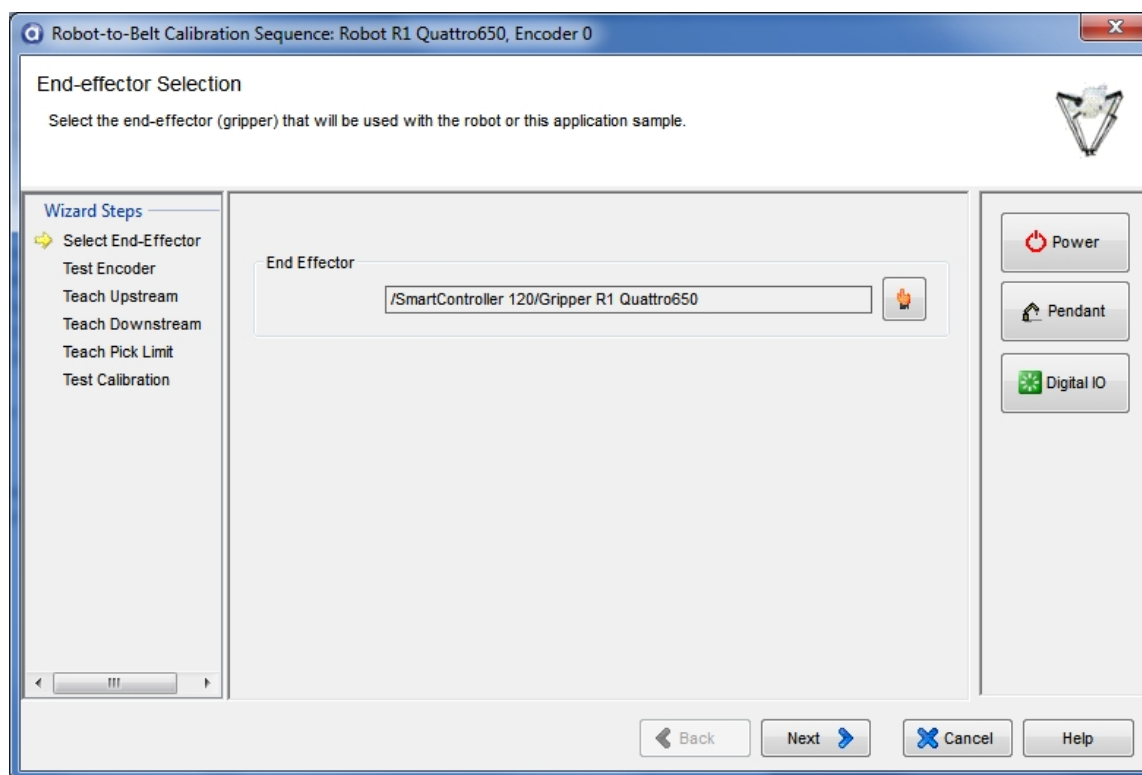 Robot-to-Belt Calibration Sequence: Robot R1 Quattro650, Encoder 0
End-effector Selection
Select the end-effector (gripper) that will be used with the robot or this application sample.
Wizard Steps
Select End-Effector
Test Encoder
Teach Upstream
Teach Downstream
Teach Pick Limit
Test Calibration
End Effector
/SmartController 120/Gripper R1 Quattro650
Power
Pendant
Digital IO
Back
Next
Cancel
Help